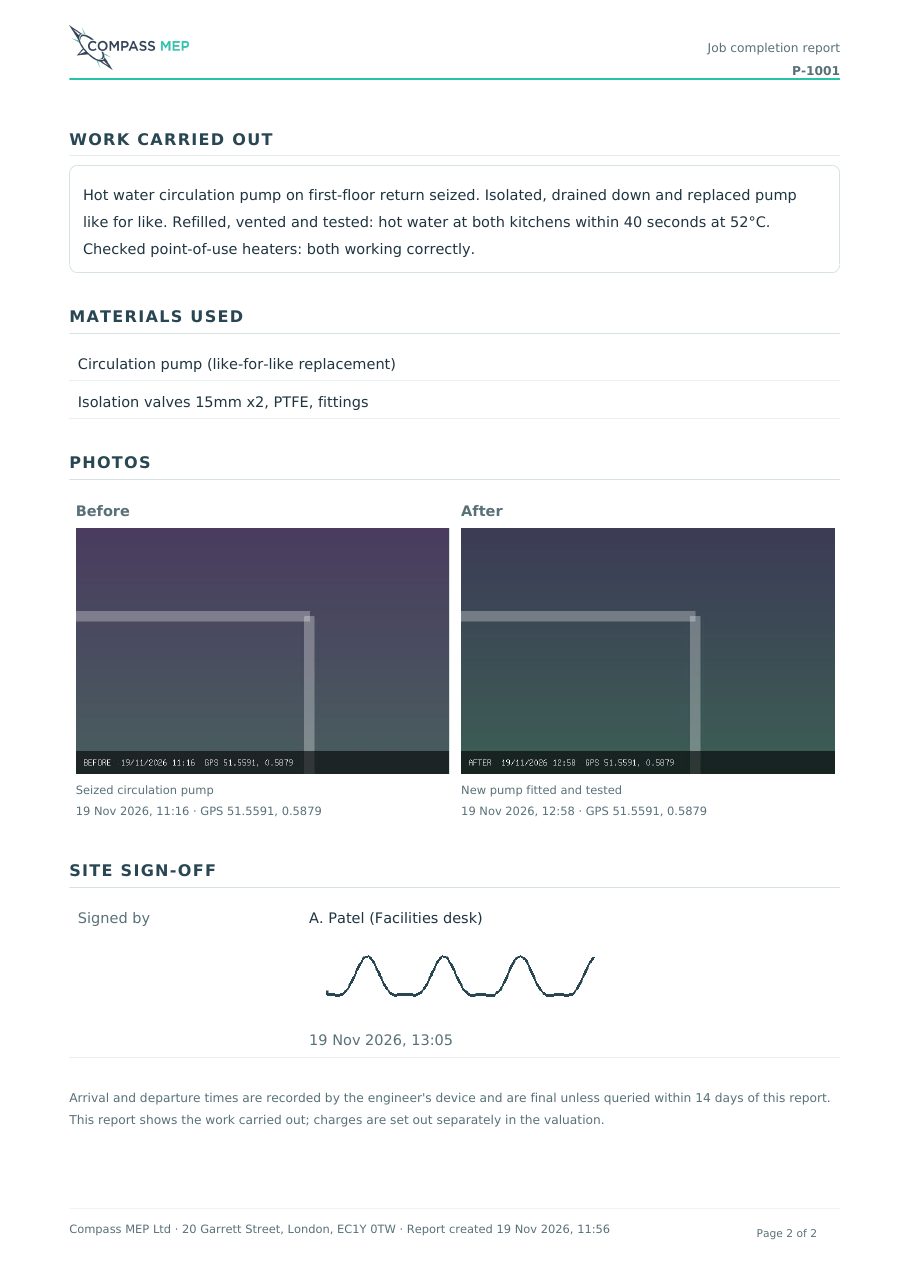 COMPASS MEP
Job completion report
P-1001
WORK CARRIED OUT
Hot water circulation pump on first-floor return seized. Isolated, drained down and replaced pump
like for like. Refilled, vented and tested: hot water at both kitchens within 40 seconds at 52°C.
Checked point-of-use heaters: both working correctly.
MATERIALS USED
Circulation pump (like-for-like replacement)
Isolation valves 15mm x2, PTFE, fittings
PHOTOS
Before
After
BEFORE 19/11/2026 11:16 GPS 51.5591, 0.5879
AFTER 19/11/2026 12:58 GPS 51.5591, 0.5879
Seized circulation pump
19 Nov 2026, 11:16 · GPS 51.5591, 0.5879
New pump fitted and tested
19 Nov 2026, 12:58 · GPS 51.5591, 0.5879
SITE SIGN-OFF
Signed by
A. Patel (Facilities desk)
19 Nov 2026, 13:05
Arrival and departure times are recorded by the engineer's device and are final unless queried within 14 days of this report.
This report shows the work carried out; charges are set out separately in the valuation.
Compass MEP Ltd · 20 Garrett Street, London, EC1Y 0TW · Report created 19 Nov 2026, 11:56
Page 2 of 2